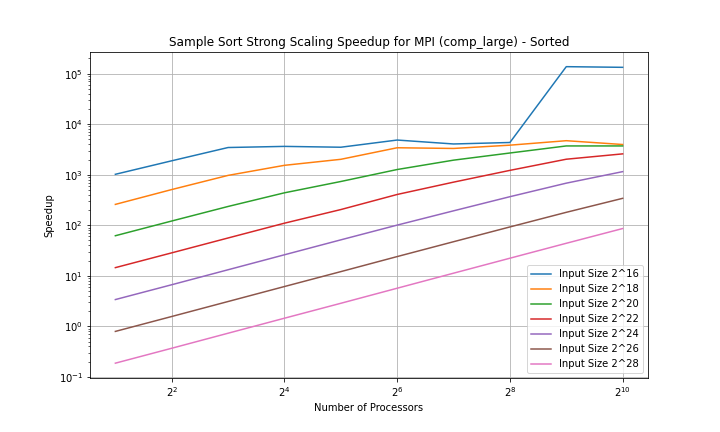 Sample Sort Strong Scaling Speedup for MPI (comp_large) - Sorted
Speedup
10^5
10^4
10^3
10^2
10^1
10^0
10^-1
2^2
2^4
2^6
2^8
2^10
Number of Processors
Input Size 2^16
Input Size 2^18
Input Size 2^20
Input Size 2^22
Input Size 2^24
Input Size 2^26
Input Size 2^28